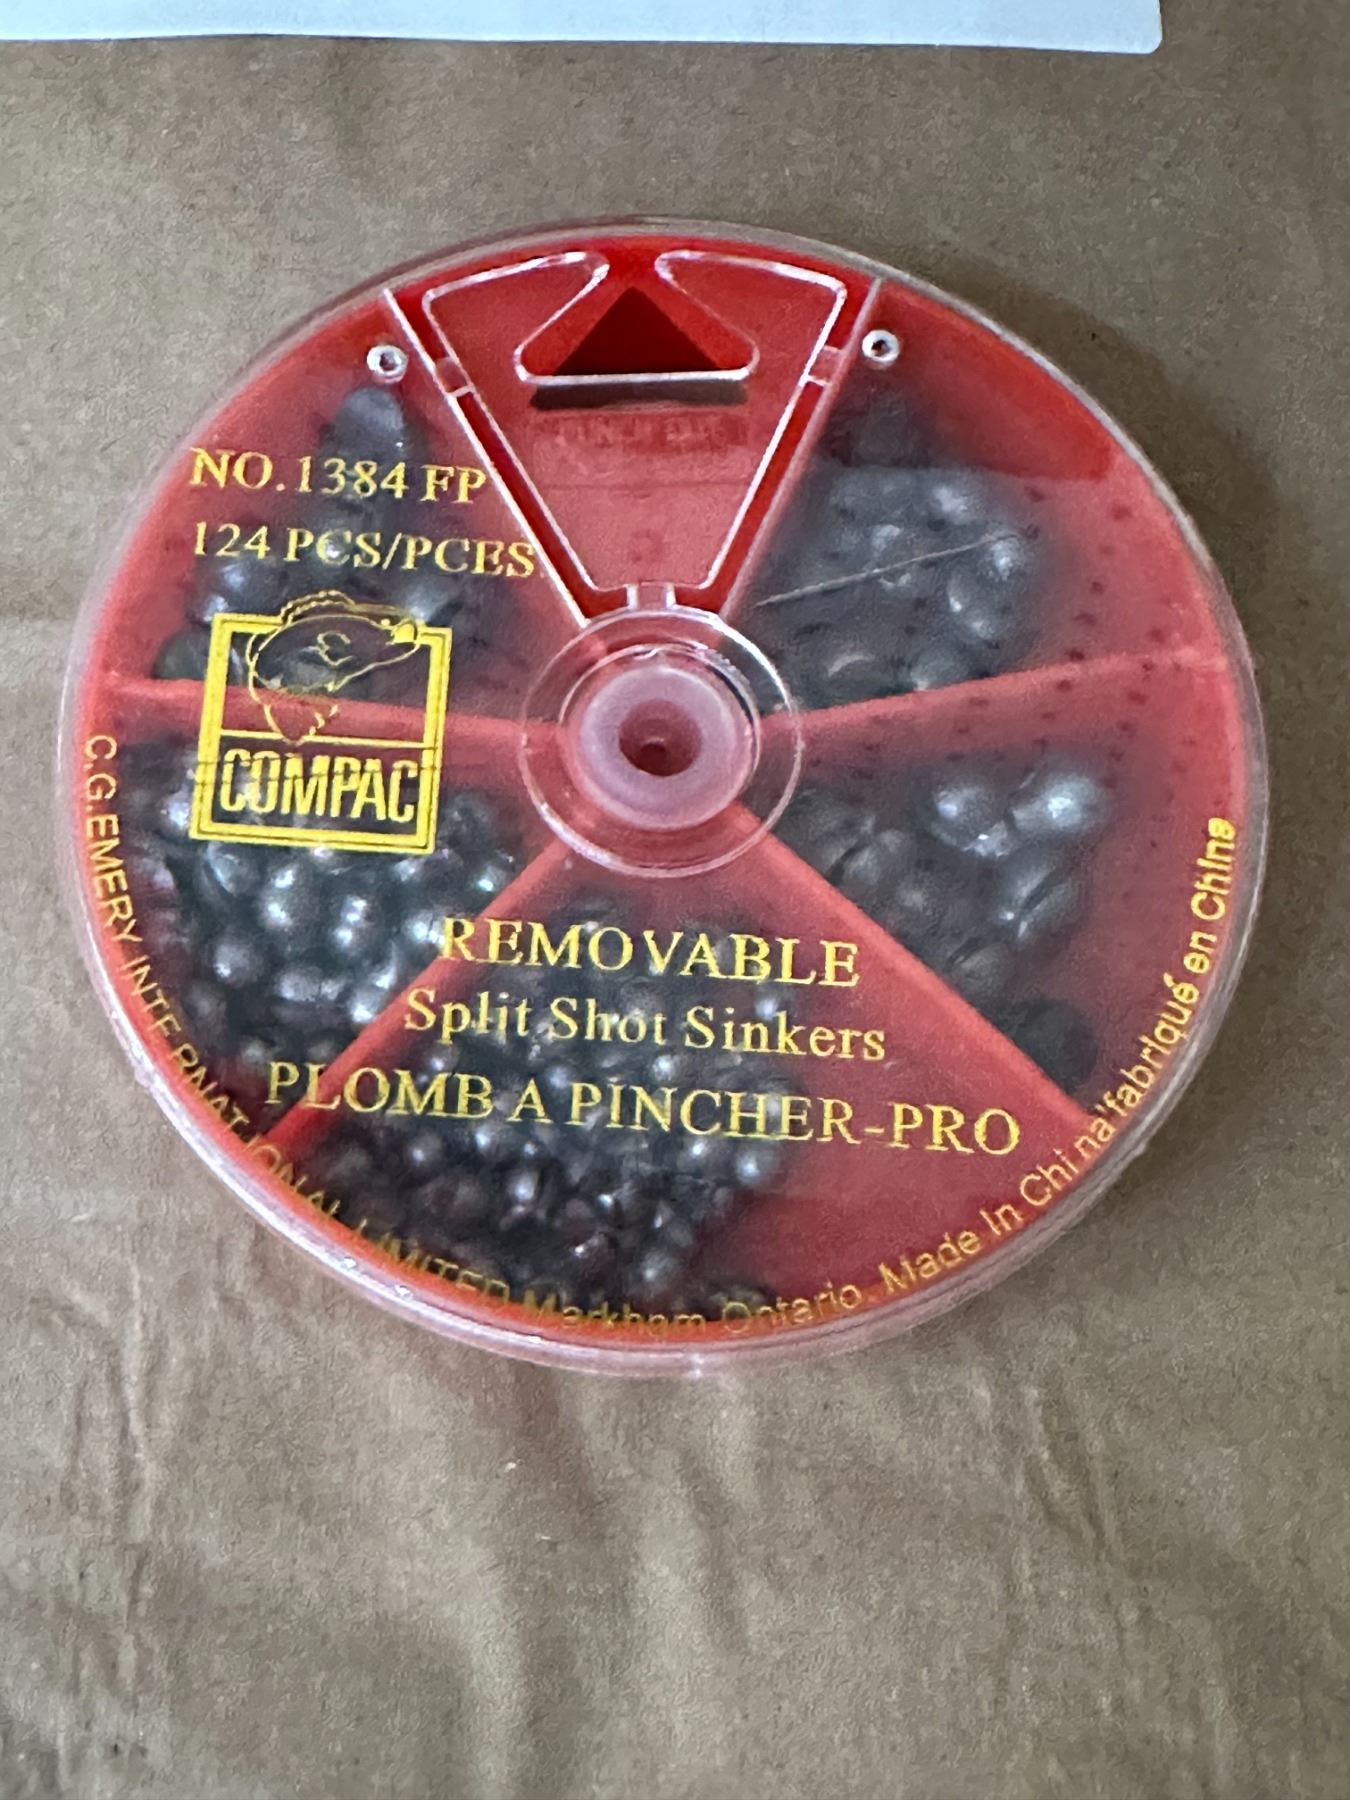 NO.1384 FP
124 PCS/PCES
COMPAC
REMOVABLE
Split Shot Sinkers
PLOMB A PINCHER-PRO
C.G.EMERY INTERNATIONAL LIMITED Markham Ontario. Made In China/fabriqué en China